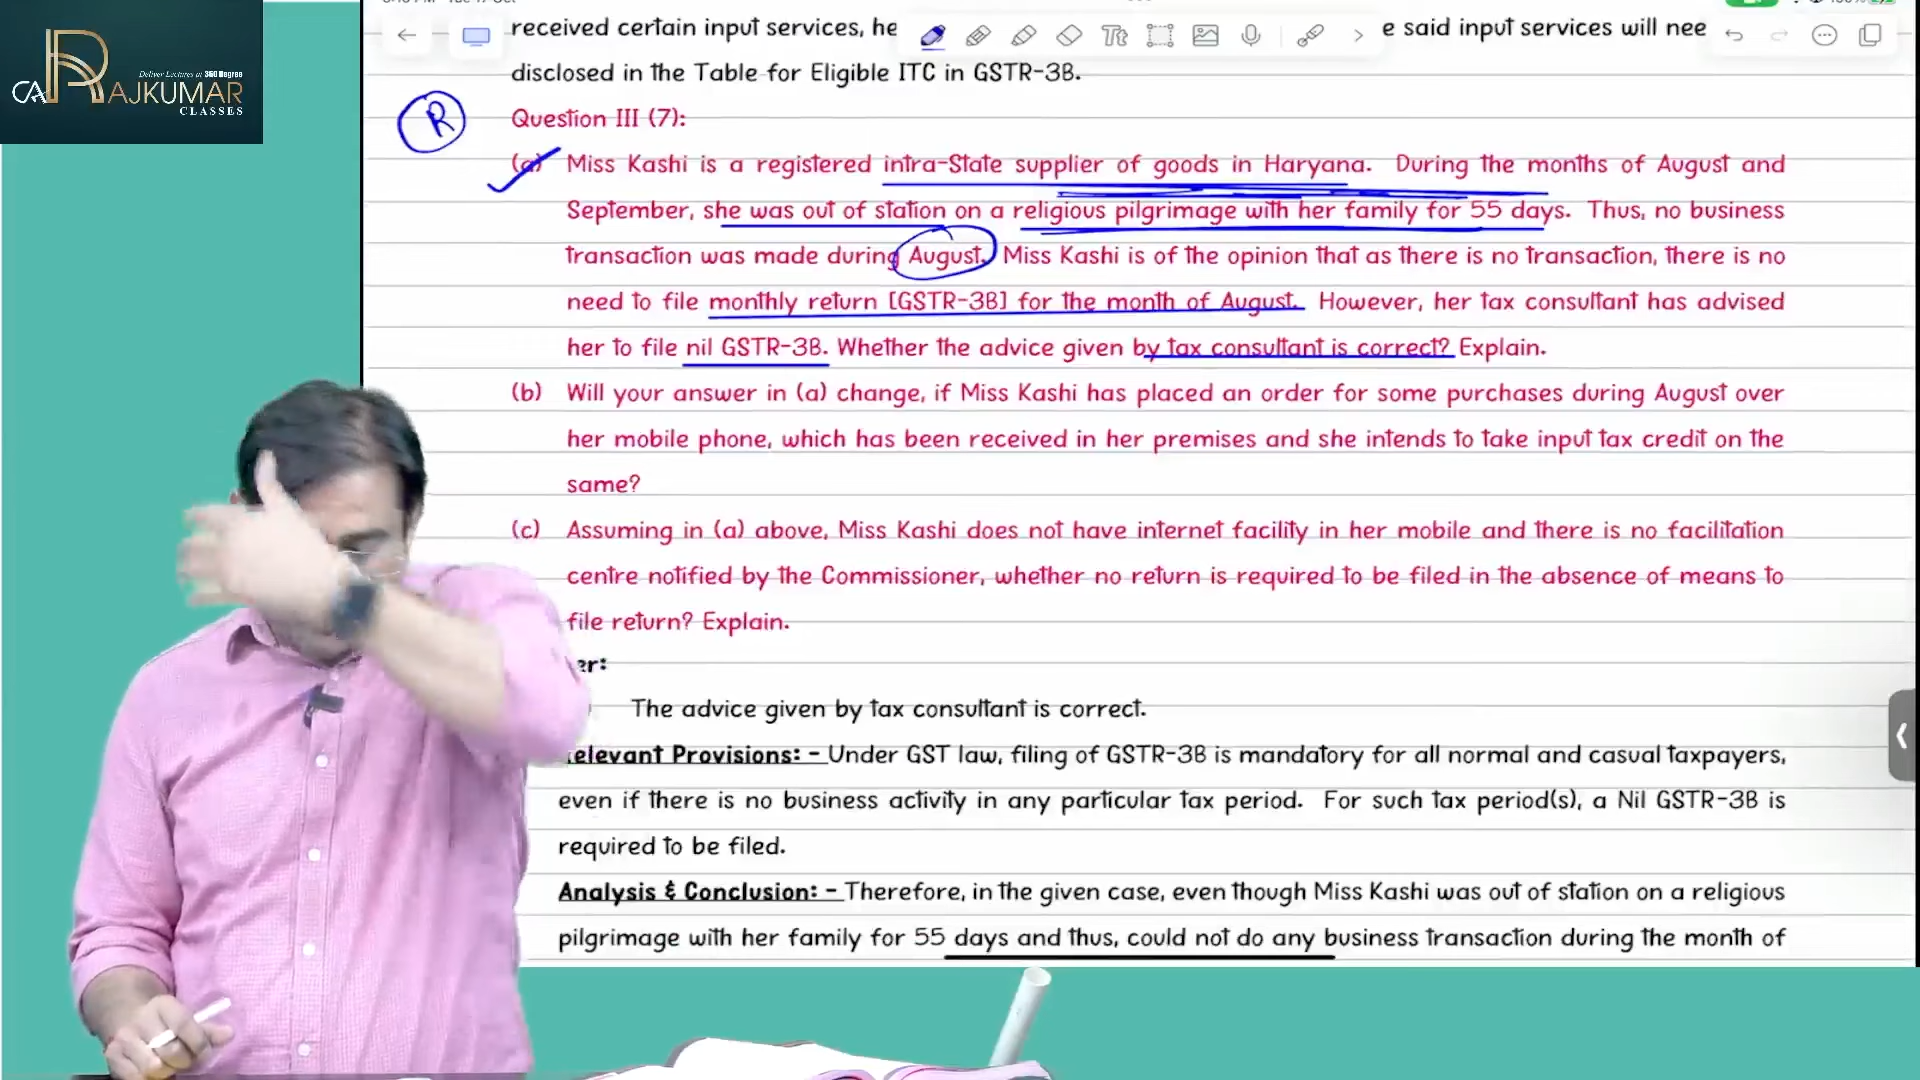 Deliver Lectures at 360 Degree
CA RAJKUMAR
CLASSES
received certain input services, he
e said input services will nee
disclosed in the Table for Eligible ITC in GSTR-3B.
R
Question III (7):
(a) Miss Kashi is a registered intra-State supplier of goods in Haryana. During the months of August and
September, she was out of station on a religious pilgrimage with her family for 55 days. Thus, no business
transaction was made during August. Miss Kashi is of the opinion that as there is no transaction, there is no
need to file monthly return [GSTR-3B] for the month of August. However, her tax consultant has advised
her to file nil GSTR-3B. Whether the advice given by tax consultant is correct? Explain.
(b) Will your answer in (a) change, if Miss Kashi has placed an order for some purchases during August over
her mobile phone, which has been received in her premises and she intends to take input tax credit on the
same?
(c) Assuming in (a) above, Miss Kashi does not have internet facility in her mobile and there is no facilitation
centre notified by the Commissioner, whether no return is required to be filed in the absence of means to
file return? Explain.
er:
The advice given by tax consultant is correct.
elevant Provisions: - Under GST law, filing of GSTR-3B is mandatory for all normal and casual taxpayers,
even if there is no business activity in any particular tax period. For such tax period(s), a Nil GSTR-3B is
required to be filed.
Analysis & Conclusion: - Therefore, in the given case, even though Miss Kashi was out of station on a religious
pilgrimage with her family for 55 days and thus, could not do any business transaction during the month of